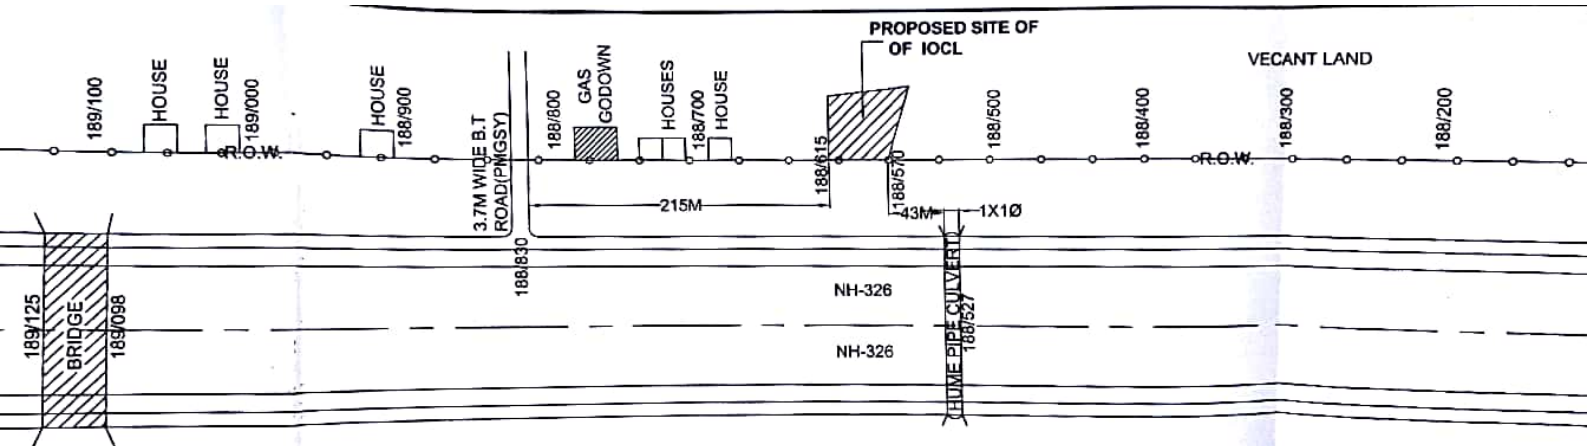 PROPOSED SITE OF
OF IOCL
VECANT LAND
189/100
HOUSE
HOUSE
189/000
HOUSE
188/900
3.7M WIDE B.T
ROAD(PMGSY)
188/800
GAS
GODOWN
HOUSES
188/700
HOUSE
188/615
188/570
188/500
188/400
188/300
188/200
R.O.W.
R.O.W.
215M
43M
1X1Ø
188/830
189/125
BRIDGE
189/098
NH-326
NH-326
HUME PIPE CULVERT
188/527